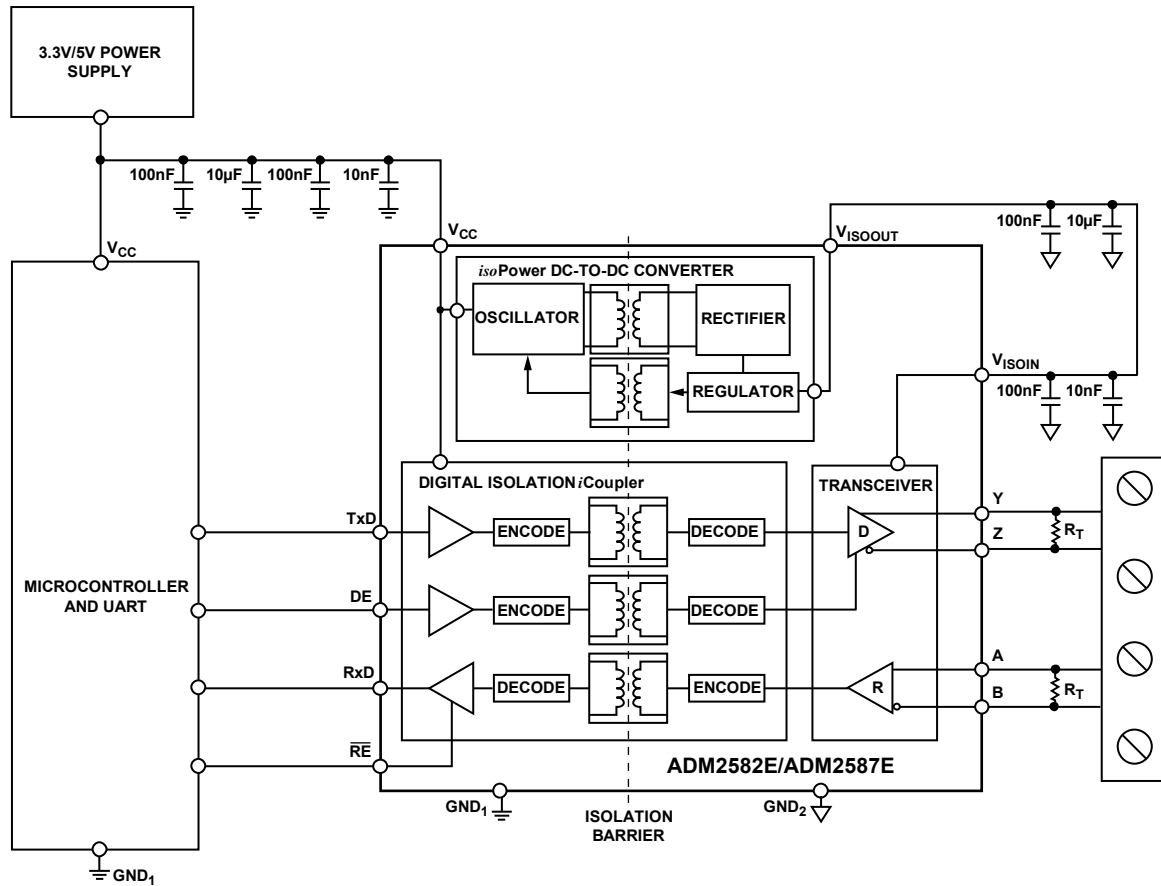 3.3V/5V POWER
SUPPLY
100nF 10µF 100nF 10nF
100nF 10µF
VCC
VCC
VISOOUT
isoPower DC-TO-DC CONVERTER
OSCILLATOR
RECTIFIER
REGULATOR
VISOIN
100nF 10nF
DIGITAL ISOLATION iCoupler
TRANSCEIVER
TxD
ENCODE
DECODE
D
Y
Z
RT
MICROCONTROLLER
AND UART
DE
ENCODE
DECODE
RxD
DECODE
ENCODE
R
A
B
RT
RE
ADM2582E/ADM2587E
GND1
ISOLATION
BARRIER
GND2
GND1